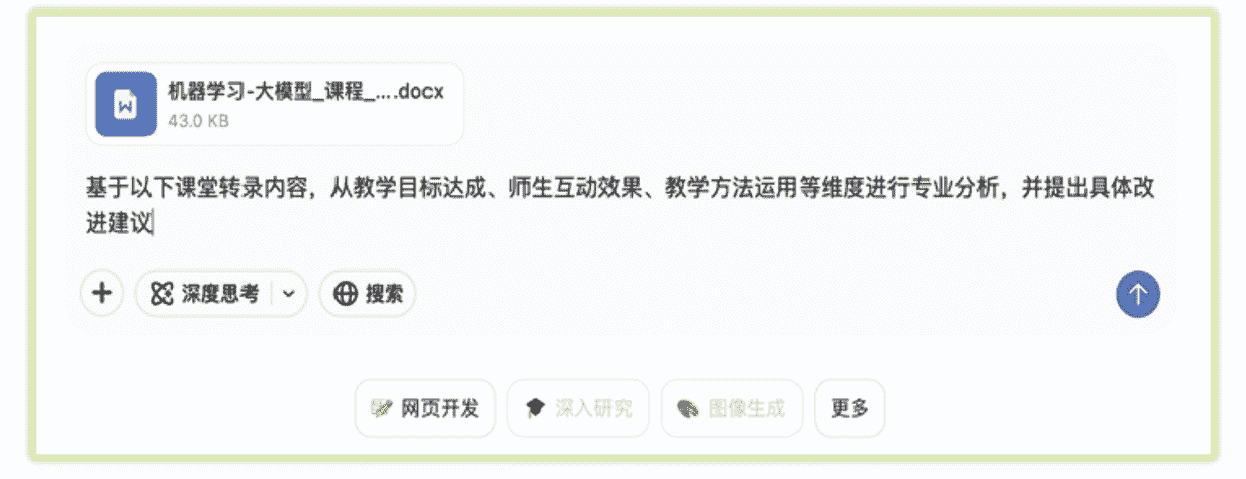 机器学习-大模型_课程_....docx
43.0 KB
基于以下课堂转录内容，从教学目标达成、师生互动效果、教学方法运用等维度进行专业分析，并提出具体改
进建议
深度思考 搜索
网页开发 深入研究 图像生成 更多